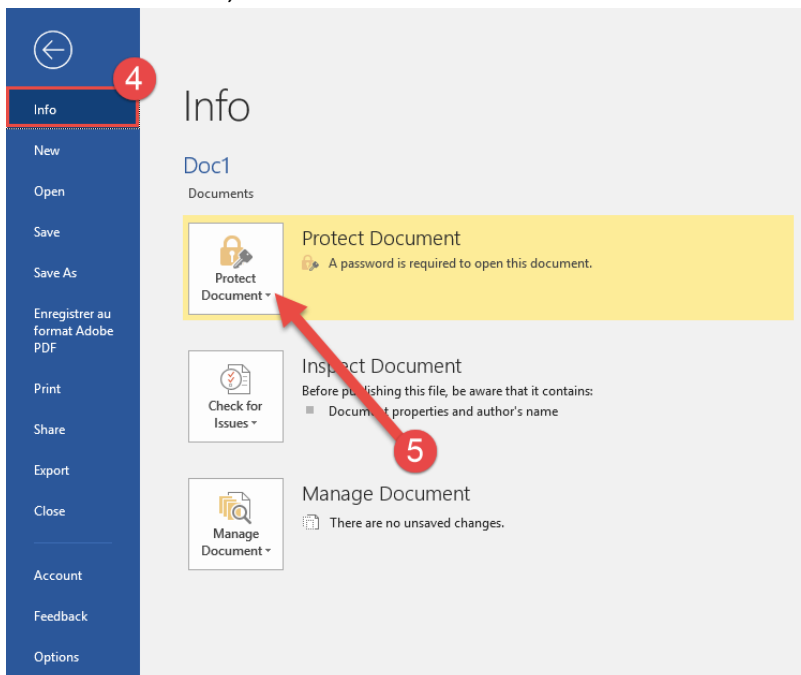 4
Info
New
Open
Save
Save As
Enregistrer au
format Adobe
PDF
Print
Share
Export
Close
Account
Feedback
Options
Info
Doc1
Documents
Protect
Document
Protect Document
A password is required to open this document.
Check for
Issues
Inspect Document
Before publishing this file, be aware that it contains:
Document properties and author's name
5
Manage
Document
Manage Document
There are no unsaved changes.